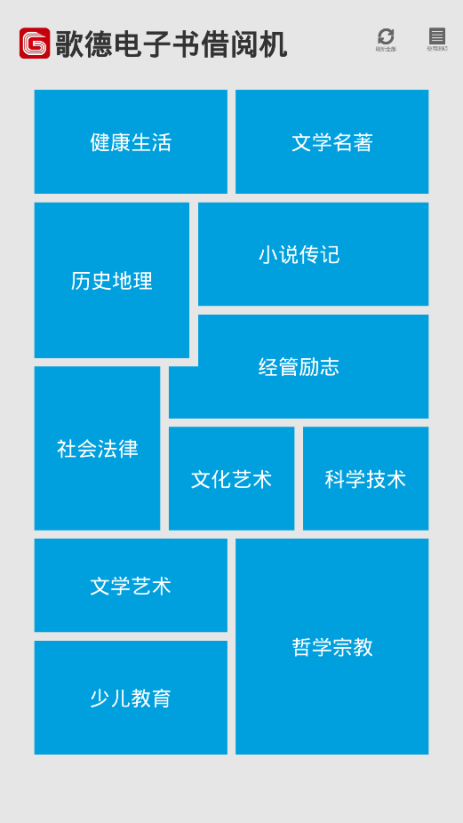 歌德电子书借阅机
健康生活
文学名著
历史地理
小说传记
经管励志
社会法律
文化艺术
科学技术
文学艺术
哲学宗教
少儿教育